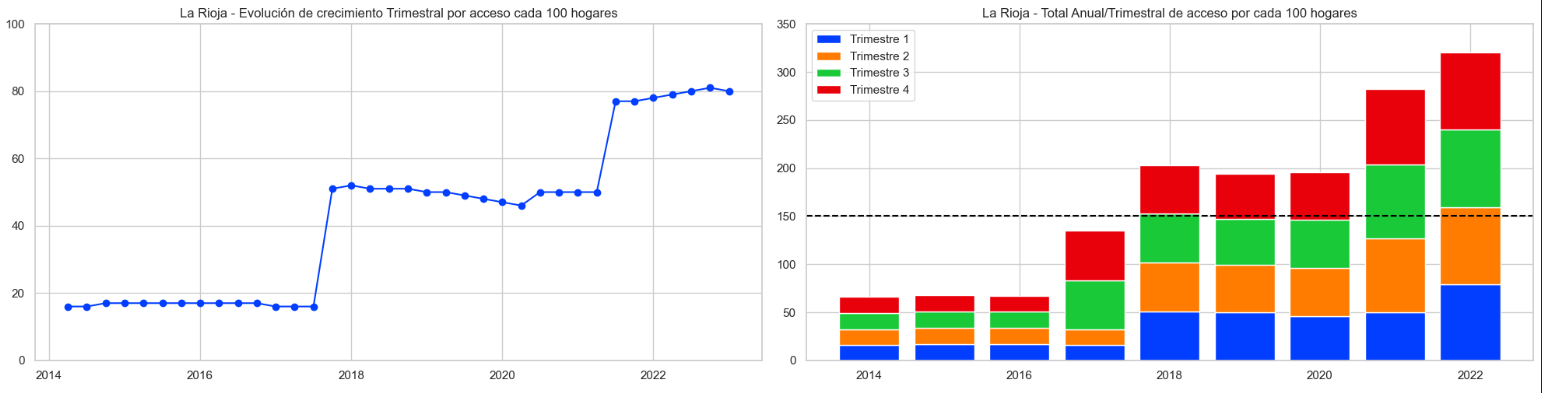 La Rioja - Evolución de crecimiento Trimestral por acceso cada 100 hogares
100
80
60
40
20
0
2014 2016 2018 2020 2022
La Rioja - Total Anual/Trimestral de acceso por cada 100 hogares
350
300
250
200
150
100
50
0
Trimestre 1
Trimestre 2
Trimestre 3
Trimestre 4
2014 2016 2018 2020 2022